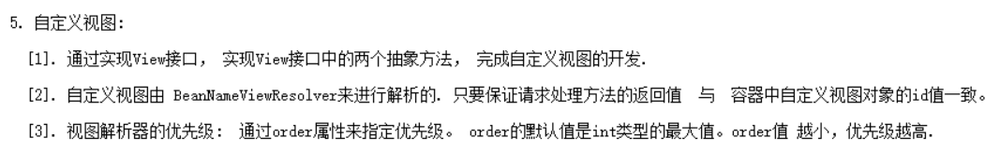 5. 自定义视图:
[1]. 通过实现View接口, 实现View接口中的两个抽象方法, 完成自定义视图的开发.
[2]. 自定义视图由 BeanNameViewResolver来进行解析的. 只要保证请求处理方法的返回值 与 容器中自定义视图对象的id值一致。
[3]. 视图解析器的优先级: 通过order属性来指定优先级。 order的默认值是int类型的最大值。order值 越小, 优先级越高.